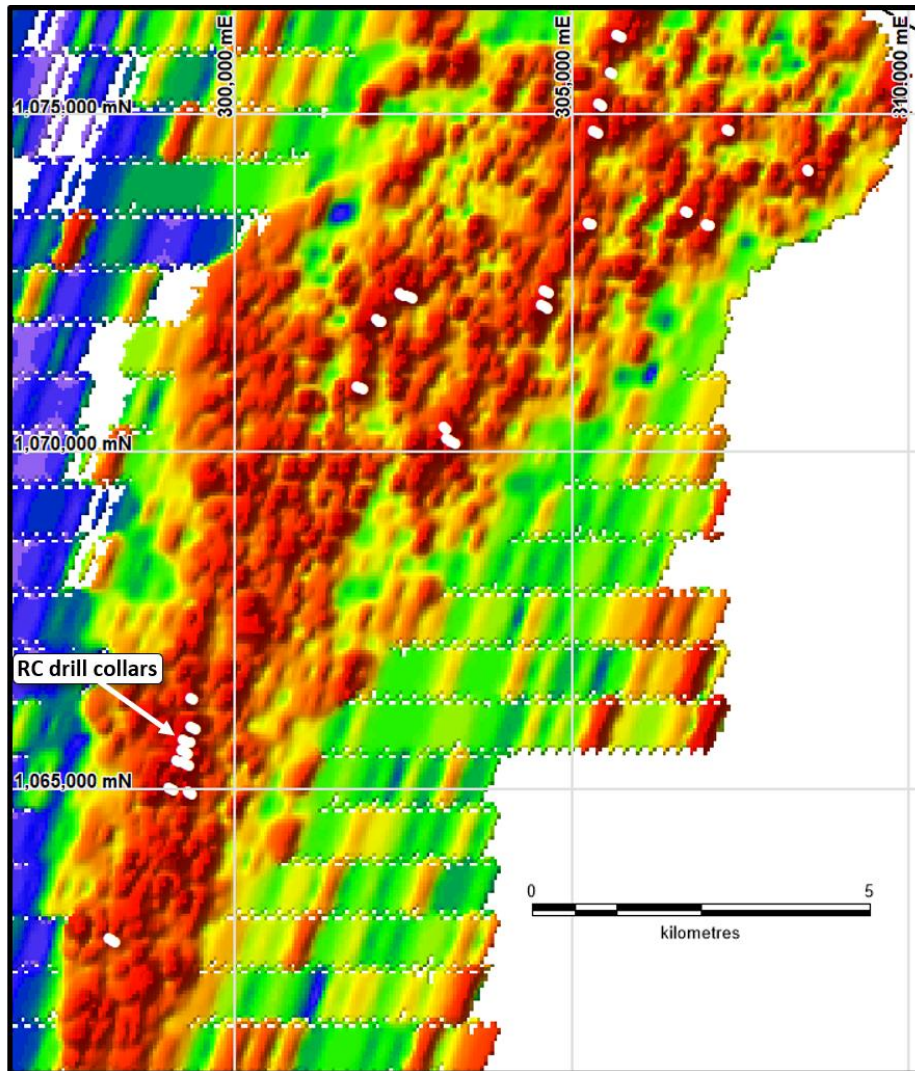 300,000 mE
305,000 mE
310,000 mE
1,075,000 mN
1,070,000 mN
RC drill collars
1,065,000 mN
0 5
kilometres